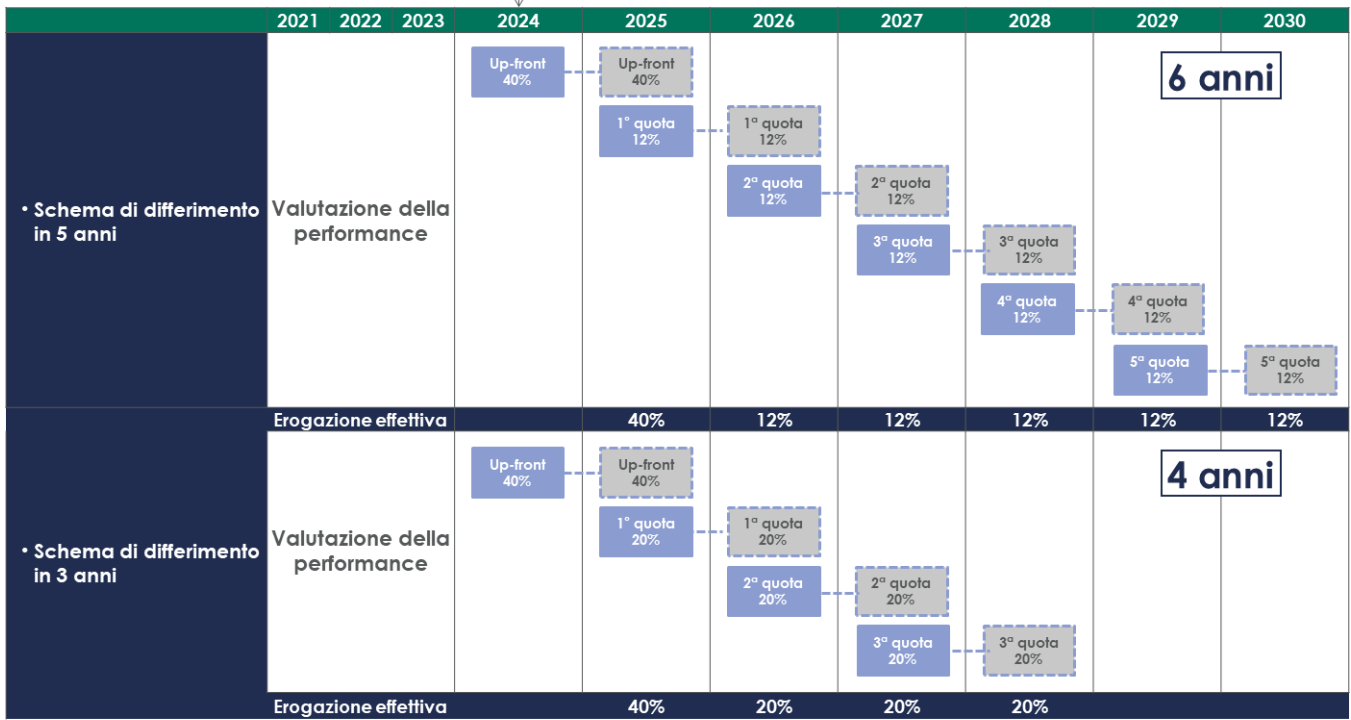 2021 2022 2023 2024 2025 2026 2027 2028 2029 2030
6 anni
Up-front
40%
Up-front
40%
1° quota
12%
1ª quota
12%
2ª quota
12%
2ª quota
12%
• Schema di differimento
in 5 anni
Valutazione della
performance
3ª quota
12%
3ª quota
12%
4ª quota
12%
4ª quota
12%
5ª quota
12%
5ª quota
12%
Erogazione effettiva 40% 12% 12% 12% 12% 12%
4 anni
Up-front
40%
Up-front
40%
1° quota
20%
1ª quota
20%
• Schema di differimento
in 3 anni
Valutazione della
performance
2ª quota
20%
2ª quota
20%
3ª quota
20%
3ª quota
20%
Erogazione effettiva 40% 20% 20% 20%